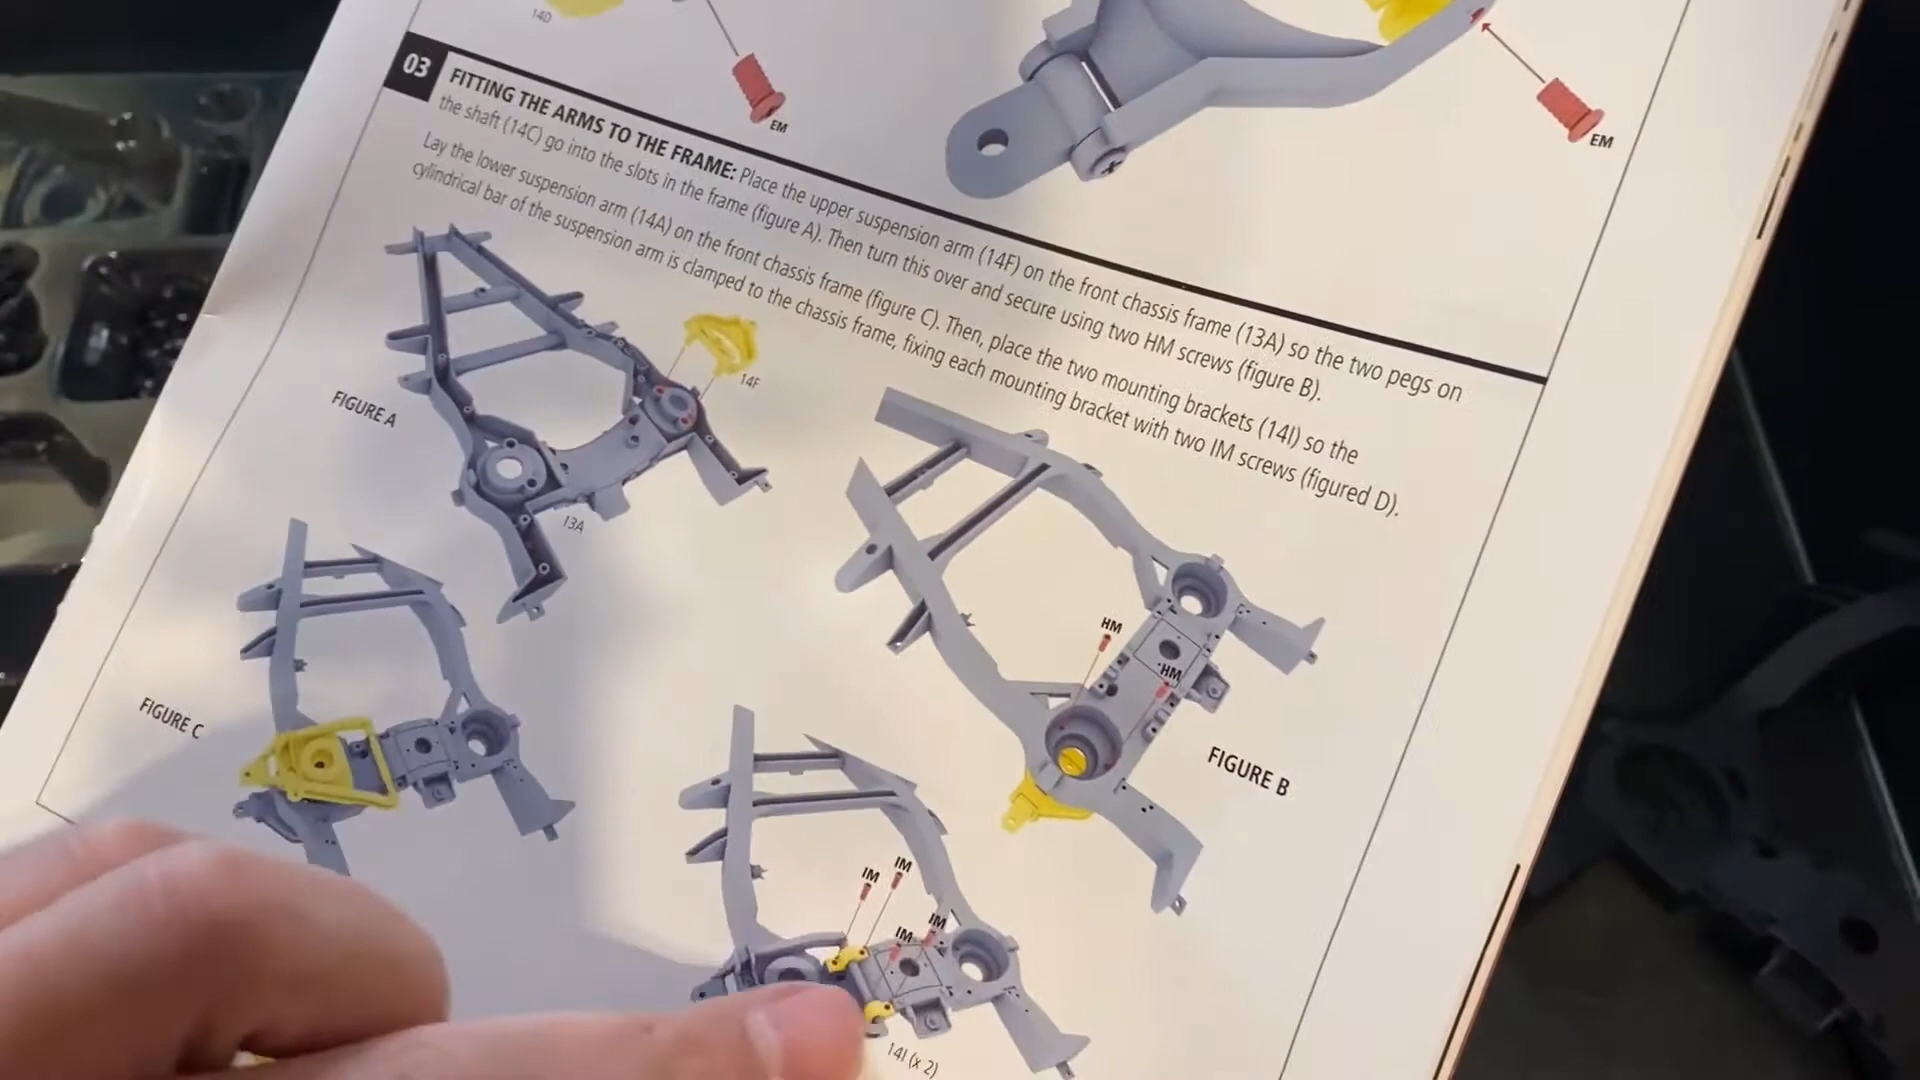 14D
EM
EM
03
FITTING THE ARMS TO THE FRAME: Place the upper suspension arm (14F) on the front chassis frame (13A) so the two pegs on
the shaft (14C) go into the slots in the frame (figure A). Then turn this over and secure using two HM screws (figure B).
Lay the lower suspension arm (14A) on the front chassis frame (figure C). Then, place the two mounting brackets (14I) so the
cylindrical bar of the suspension arm is clamped to the chassis frame, fixing each mounting bracket with two IM screws (figured D).
14F
FIGURE A
13A
HM
HM
FIGURE B
FIGURE C
IM
IM
IM
IM
14I (x 2)